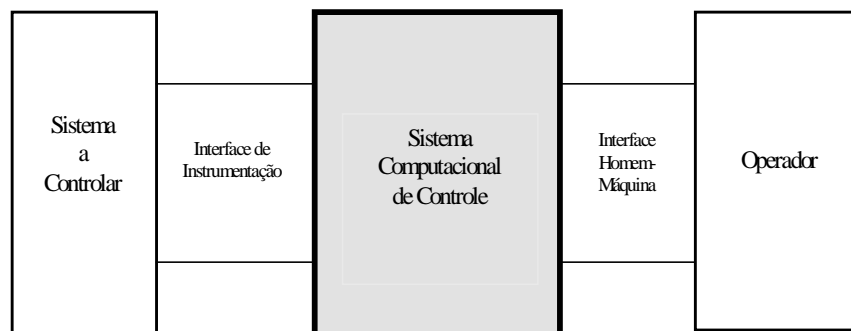 Sistema
a
Controlar
Interface de
Instrumentação
Sistema
Computacional
de Controle
Interface
Homem-
Máquina
Operador